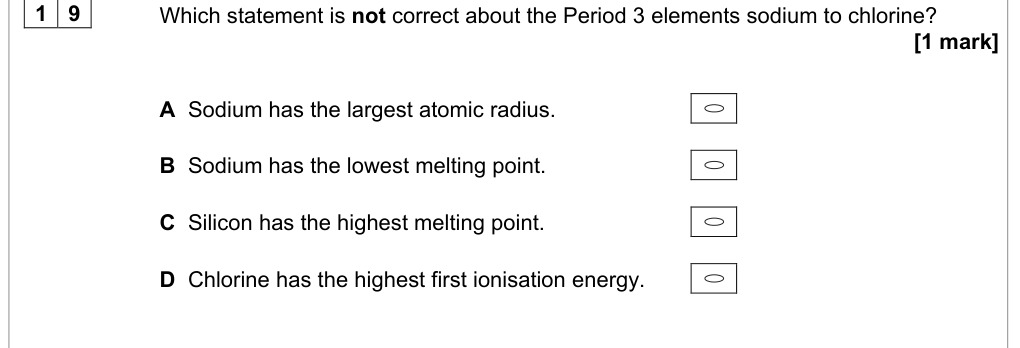 1 9 Which statement is not correct about the Period 3 elements sodium to chlorine?
[1 mark]
A Sodium has the largest atomic radius.
B Sodium has the lowest melting point.
C Silicon has the highest melting point.
D Chlorine has the highest first ionisation energy.